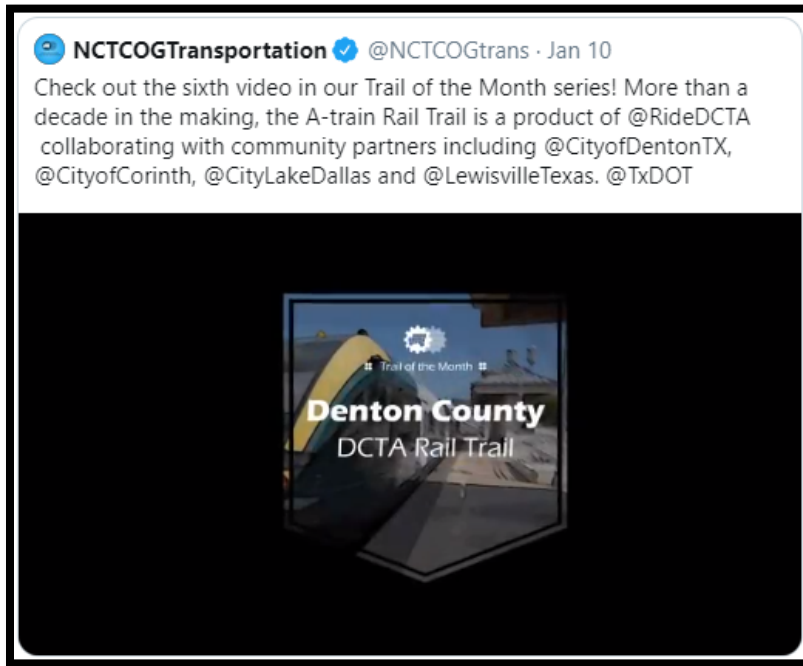 NCTCOGTransportation @NCTCOGtrans · Jan 10
Check out the sixth video in our Trail of the Month series! More than a
decade in the making, the A-train Rail Trail is a product of @RideDCTA
collaborating with community partners including @CityofDentonTX,
@CityofCorinth, @CityLakeDallas and @LewisvilleTexas. @TxDOT
Trail of the Month
Denton County
DCTA Rail Trail